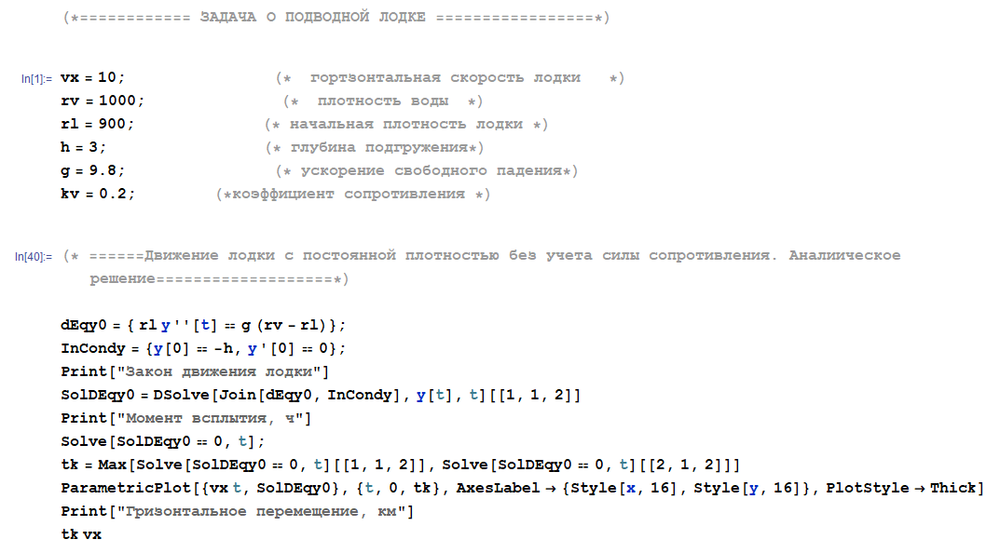 (*============ ЗАДАЧА О ПОДВОДНОЙ ЛОДКЕ =================*)
In[1]:= vx = 10; (* гортзонтальная скорость лодки *)
rv = 1000; (* плотность воды *)
rl = 900; (* начальная плотность лодки *)
h = 3; (* глубина подгружения*)
g = 9.8; (* ускорение свободного падения*)
kv = 0.2; (*коэффициент сопротивления *)
In[40]:= (* ======Движение лодки с постоянной плотностью без учета силы сопротивления. Аналиическое
решение===================*)
dEqy0 = { rl y''[t] == g (rv - rl)};
InCondy = {y[0] == -h, y'[0] == 0};
Print["Закон движения лодки"]
SolDEqy0 = DSolve[Join[dEqy0, InCondy], y[t], t][[1, 1, 2]]
Print["Момент всплытия, ч"]
Solve[SolDEqy0 == 0, t];
tk = Max[Solve[SolDEqy0 == 0, t][[1, 1, 2]], Solve[SolDEqy0 == 0, t][[2, 1, 2]]]
ParametricPlot[{vx t, SolDEqy0}, {t, 0, tk}, AxesLabel → {Style[x, 16], Style[y, 16]}, PlotStyle → Thick]
Print["Гризонтальное перемещение, км"]
tk vx